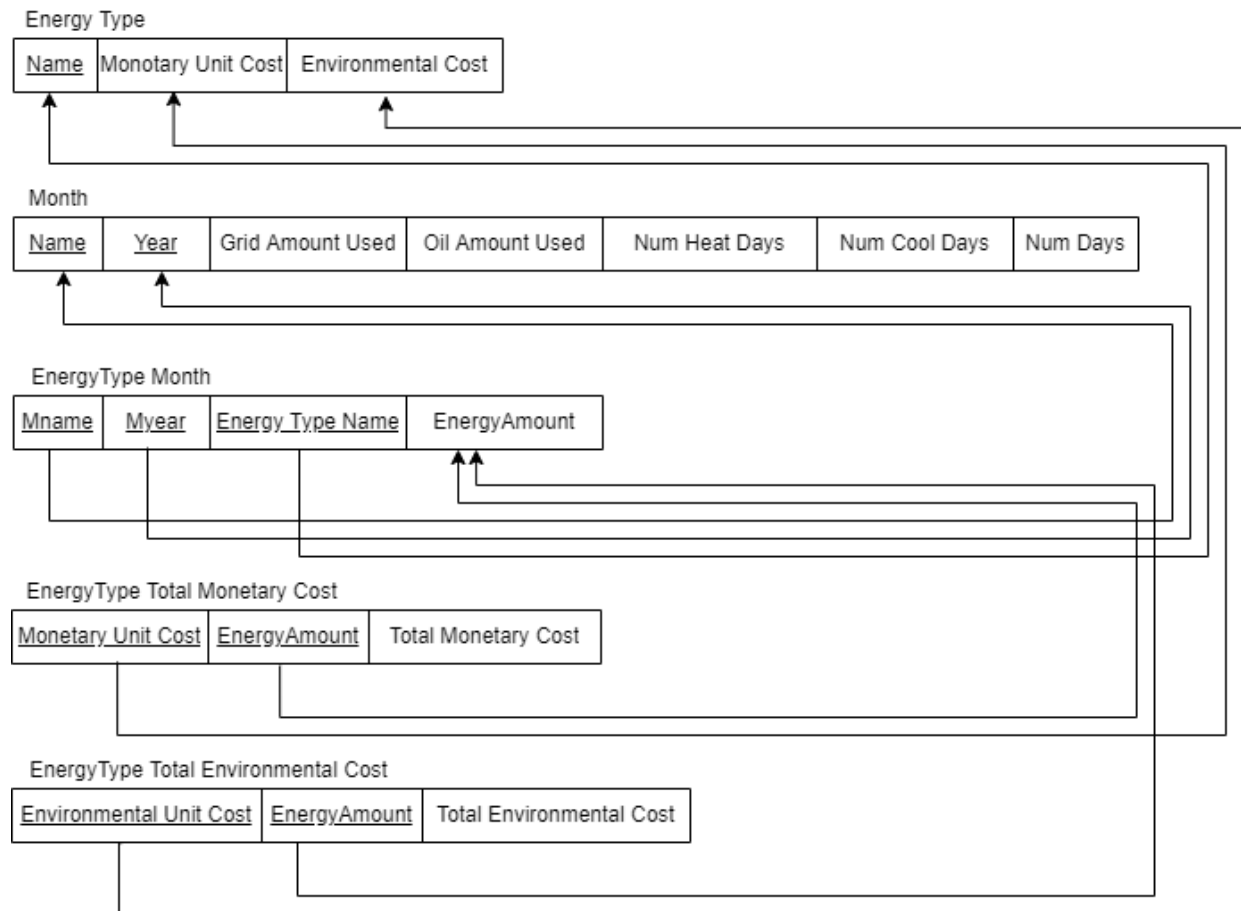 Energy Type
Name Monotary Unit Cost Environmental Cost
Month
Name Year Grid Amount Used Oil Amount Used Num Heat Days Num Cool Days Num Days
EnergyType Month
Mname Myear Energy Type Name EnergyAmount
EnergyType Total Monetary Cost
Monetary Unit Cost EnergyAmount Total Monetary Cost
EnergyType Total Environmental Cost
Environmental Unit Cost EnergyAmount Total Environmental Cost